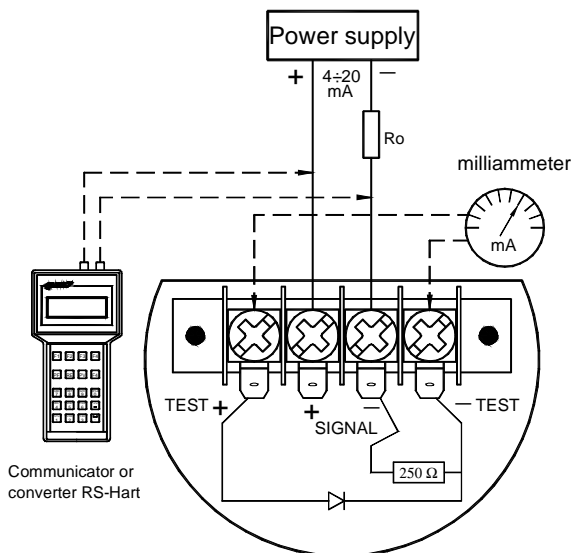 Power supply
+ 4÷20 —
mA
Ro
milliammeter
mA
TEST +
+
SIGNAL
—
— TEST
250 Ω
Communicator or
converter RS-Hart